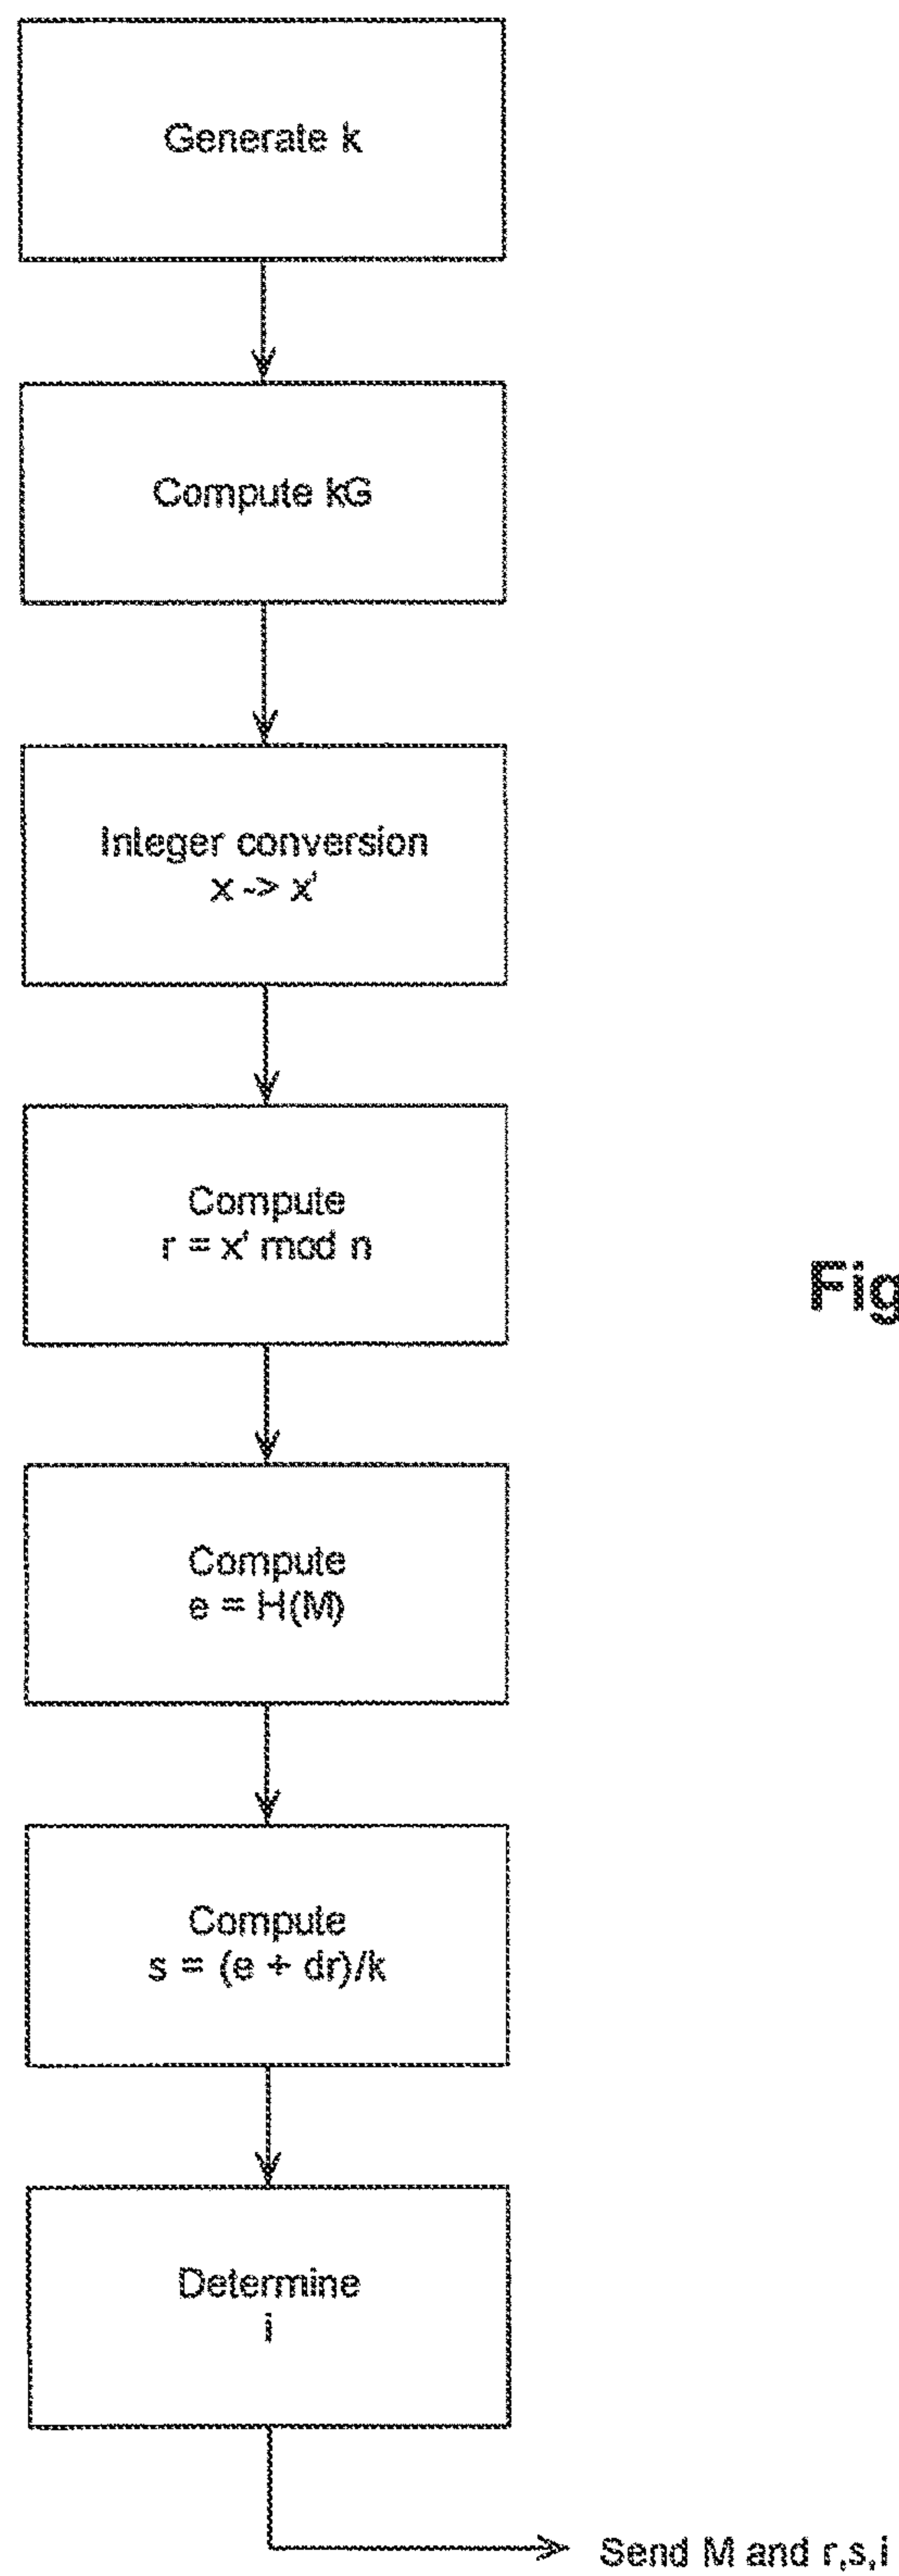 Generate k
Compute kG
Integer conversion
x -> x'
Compute
r = x' mod n
Fig
Compute
e = H(M)
Compute
s = (e + dr)/k
Determine
i
Send M and r,s,i